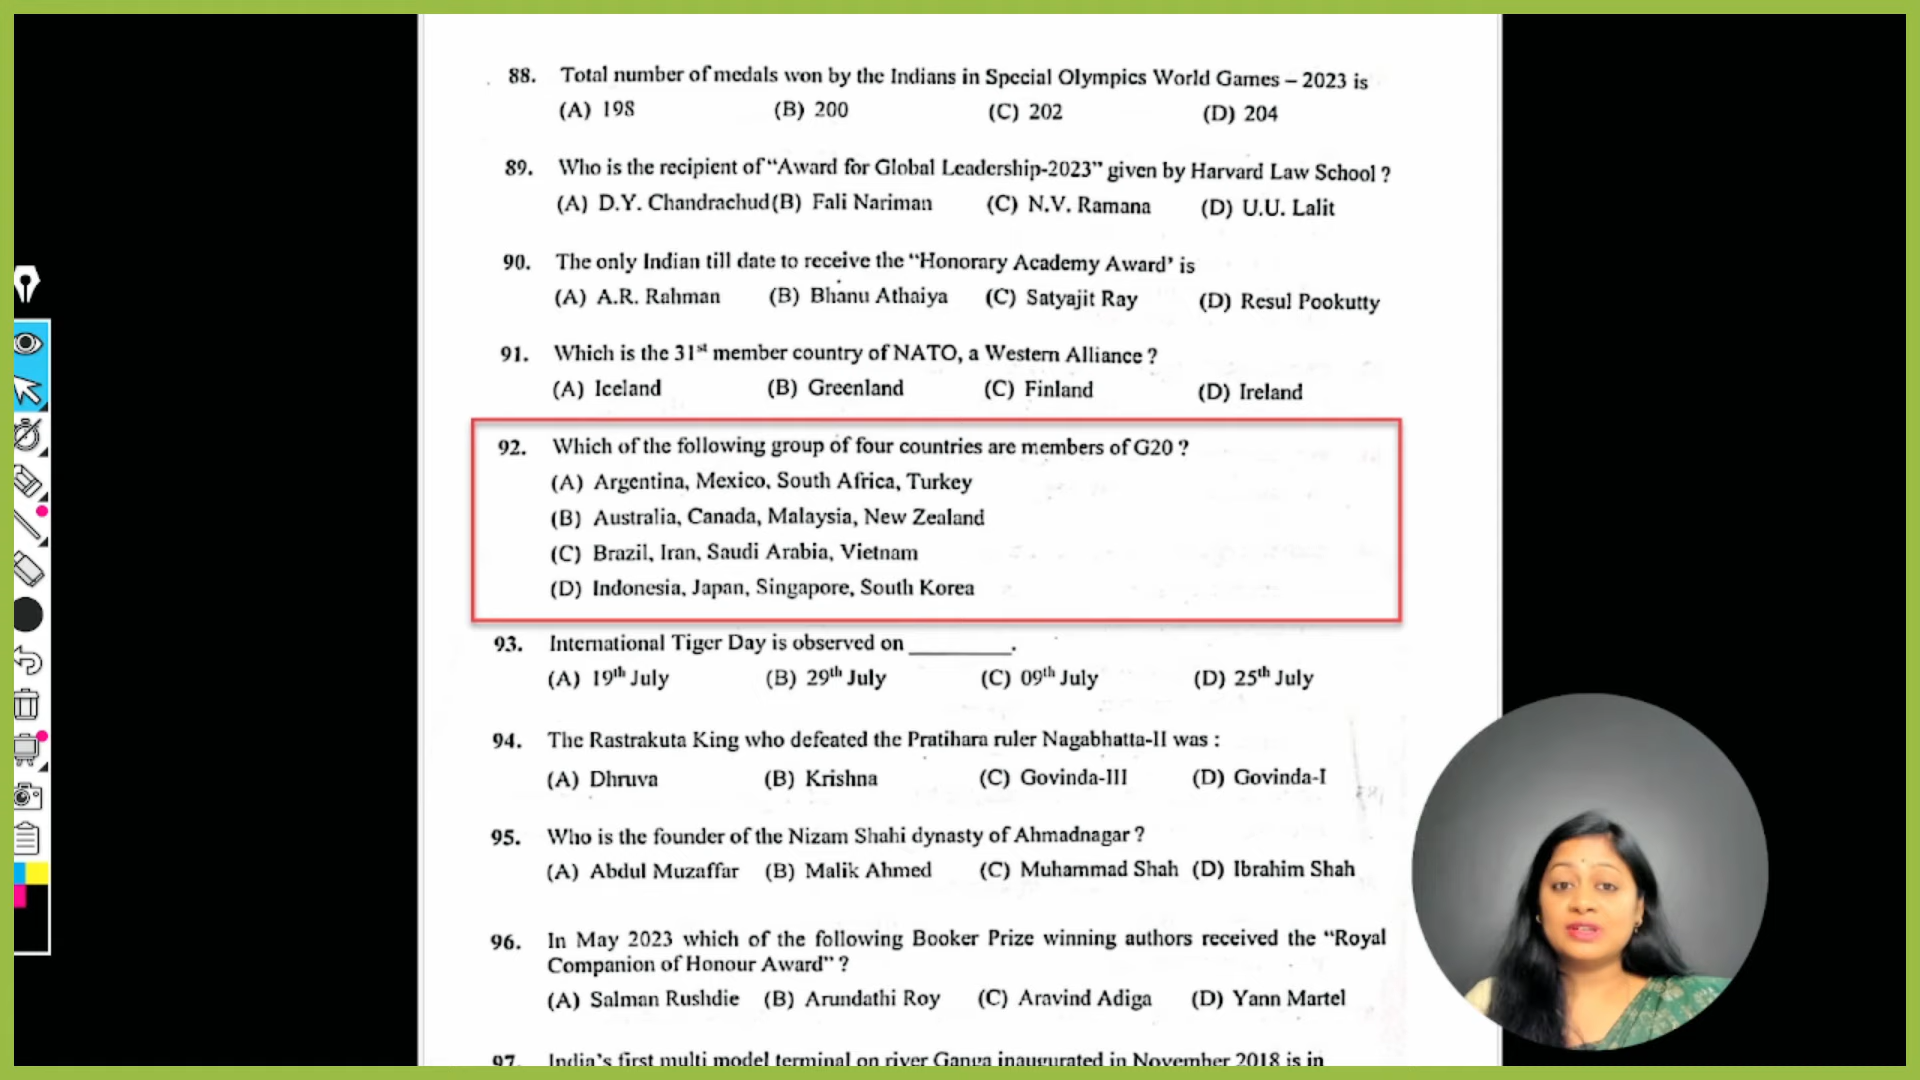 88. Total number of medals won by the Indians in Special Olympics World Games – 2023 is
(A) 198 (B) 200 (C) 202 (D) 204
89. Who is the recipient of “Award for Global Leadership-2023” given by Harvard Law School ?
(A) D.Y. Chandrachud (B) Fali Nariman (C) N.V. Ramana (D) U.U. Lalit
90. The only Indian till date to receive the “Honorary Academy Award’ is
(A) A.R. Rahman (B) Bhanu Athaiya (C) Satyajit Ray (D) Resul Pookutty
91. Which is the 31st member country of NATO, a Western Alliance ?
(A) Iceland (B) Greenland (C) Finland (D) Ireland
92. Which of the following group of four countries are members of G20 ?
(A) Argentina, Mexico, South Africa, Turkey
(B) Australia, Canada, Malaysia, New Zealand
(C) Brazil, Iran, Saudi Arabia, Vietnam
(D) Indonesia, Japan, Singapore, South Korea
93. International Tiger Day is observed on _________.
(A) 19th July (B) 29th July (C) 09th July (D) 25th July
94. The Rastrakuta King who defeated the Pratihara ruler Nagabhatta-II was :
(A) Dhruva (B) Krishna (C) Govinda-III (D) Govinda-I
95. Who is the founder of the Nizam Shahi dynasty of Ahmadnagar ?
(A) Abdul Muzaffar (B) Malik Ahmed (C) Muhammad Shah (D) Ibrahim Shah
96. In May 2023 which of the following Booker Prize winning authors received the “Royal
Companion of Honour Award” ?
(A) Salman Rushdie (B) Arundathi Roy (C) Aravind Adiga (D) Yann Martel
97. India’s first multi model terminal on river Ganga inaugurated in November 2018 is in